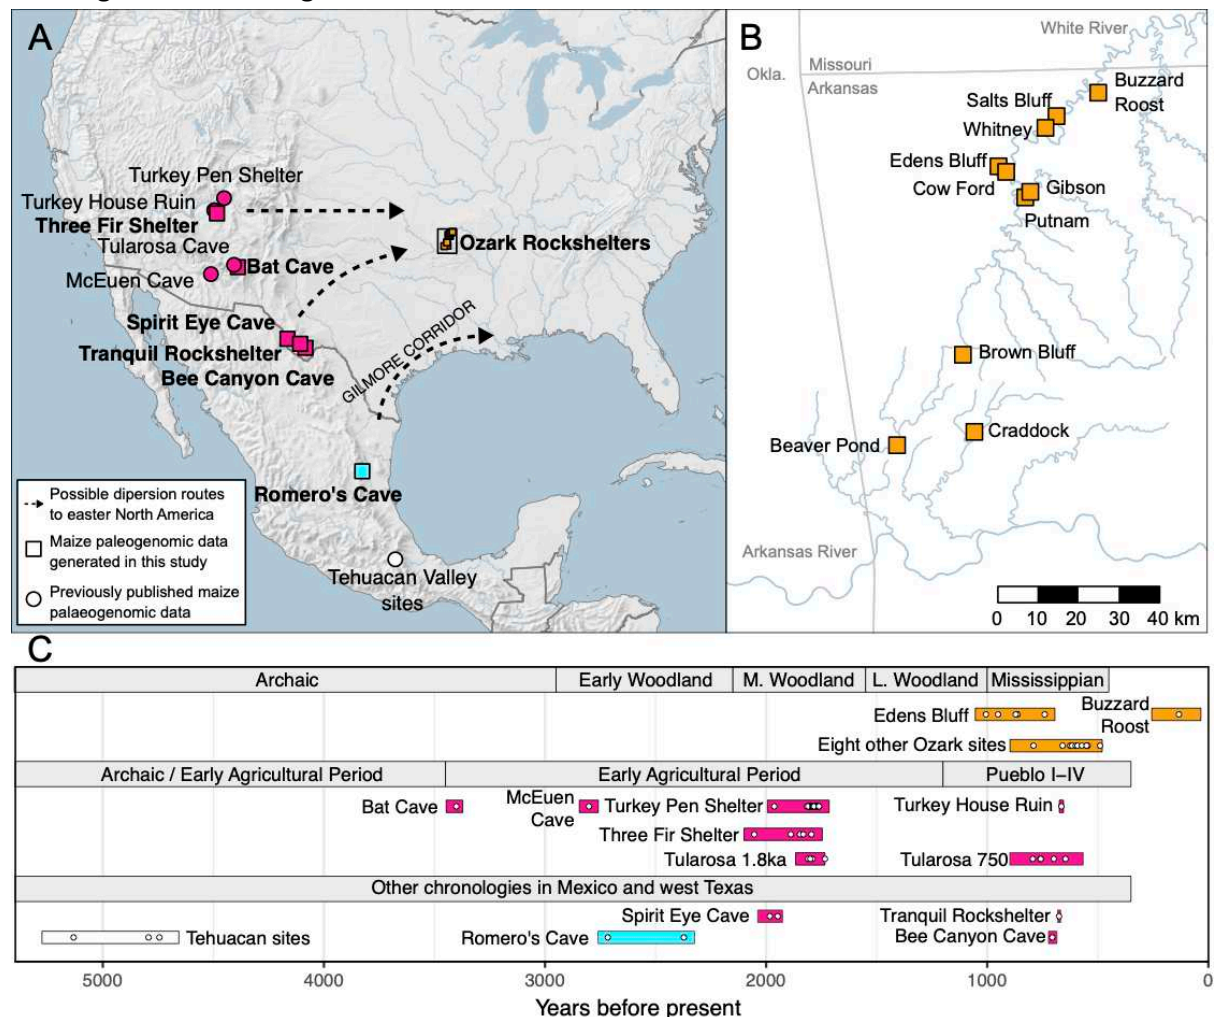 A
Turkey Pen Shelter
Turkey House Ruin
Three Fir Shelter
Tularosa Cave
Bat Cave
McEuen Cave
Ozark Rockshelters
Spirit Eye Cave
Tranquil Rockshelter
Bee Canyon Cave
GILMORE CORRIDOR
Romero's Cave
Tehuacan Valley
sites
Possible dipersion routes
to easter North America
Maize paleogenomic data
generated in this study
Previously published maize
palaeogenomic data
B
White River
Okla.
Missouri
Arkansas
Buzzard
Roost
Salts Bluff
Whitney
Edens Bluff
Cow Ford
Gibson
Putnam
Brown Bluff
Craddock
Beaver Pond
Arkansas River
0 10 20 30 40 km
C
Archaic Early Woodland M. Woodland L. Woodland Mississippian
Edens Bluff
Buzzard
Roost
Eight other Ozark sites
Archaic / Early Agricultural Period Early Agricultural Period Pueblo I–IV
Bat Cave
McEuen
Cave
Turkey Pen Shelter
Turkey House Ruin
Three Fir Shelter
Tularosa 1.8ka
Tularosa 750
Other chronologies in Mexico and west Texas
Spirit Eye Cave
Tranquil Rockshelter
Tehuacan sites
Romero's Cave
Bee Canyon Cave
5000 4000 3000 2000 1000 0
Years before present